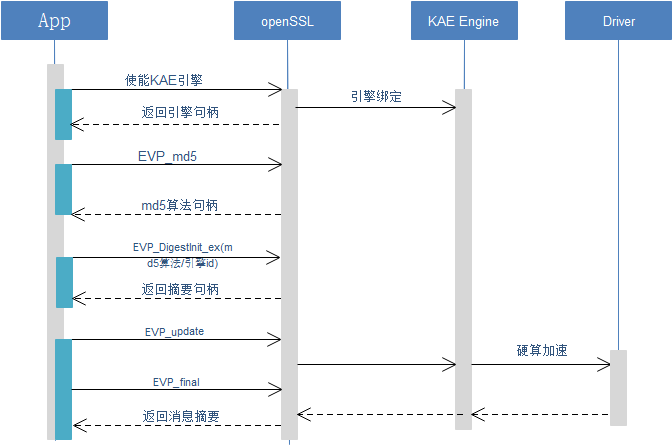 App
openSSL
KAE Engine
Driver
使能KAE引擎
引擎绑定
返回引擎句柄
EVP_md5
md5算法句柄
EVP_DigestInit_ex(m
d5算法/引擎id)
返回摘要句柄
EVP_update
硬算加速
EVP_final
返回消息摘要